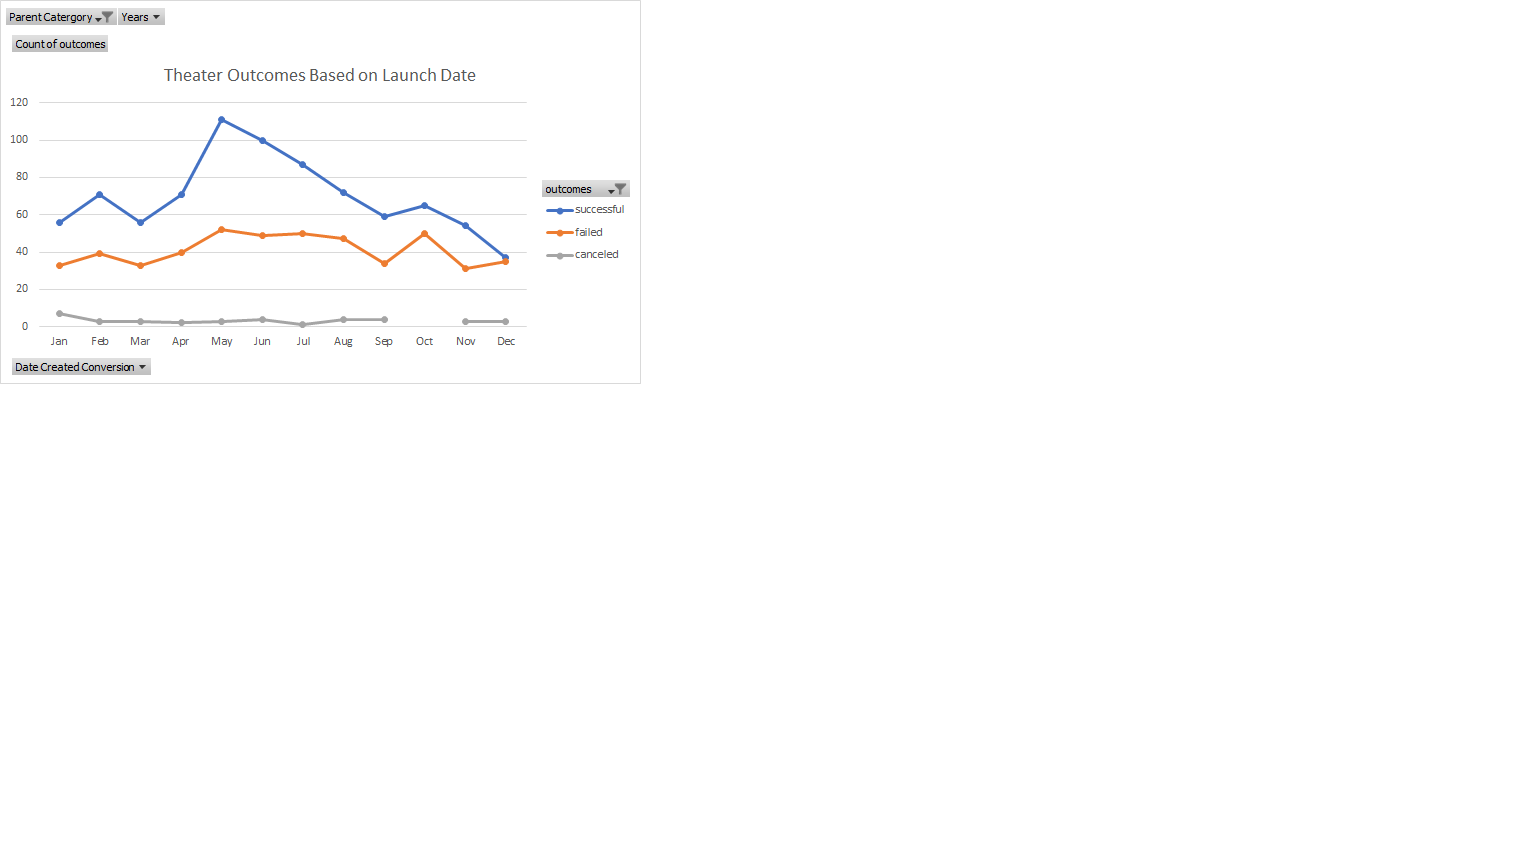 Parent Catergory Years
Count of outcomes
Theater Outcomes Based on Launch Date
120
100
80
60
40
20
0
Jan Feb Mar Apr May Jun Jul Aug Sep Oct Nov Dec
outcomes
successful
failed
canceled
Date Created Conversion